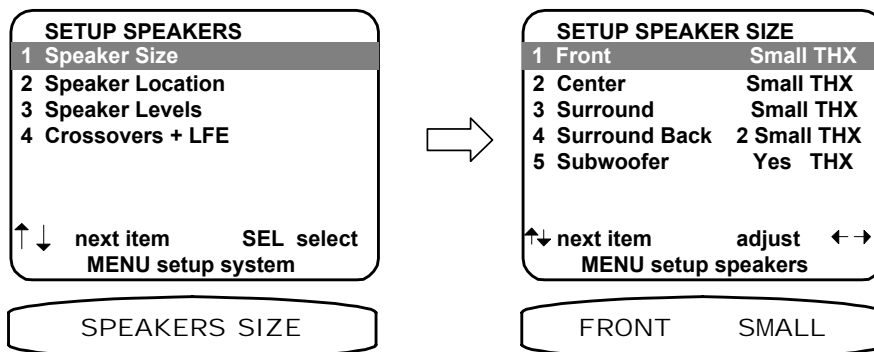 SETUP SPEAKERS
1 Speaker Size
2 Speaker Location
3 Speaker Levels
4 Crossovers + LFE
↑ ↓ next item SEL select
MENU setup system
SPEAKERS SIZE
SETUP SPEAKER SIZE
1 Front Small THX
2 Center Small THX
3 Surround Small THX
4 Surround Back 2 Small THX
5 Subwoofer Yes THX
↑↓ next item adjust ←→
MENU setup speakers
FRONT SMALL